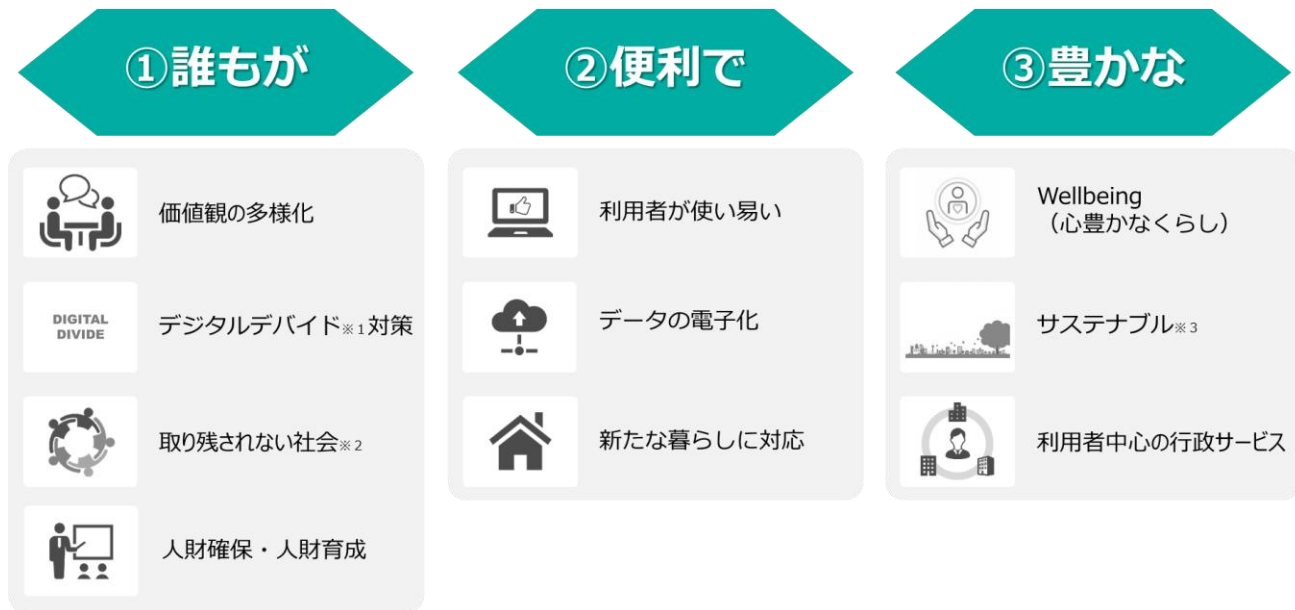 ①誰もが
価値観の多様化
DIGITAL
DIVIDE
デジタルデバイド※1対策
取り残されない社会※2
人財確保・人財育成
②便利で
利用者が使い易い
データの電子化
新たな暮らしに対応
③豊かな
Wellbeing
（心豊かなくらし）
サステナブル※3
利用者中心の行政サービス